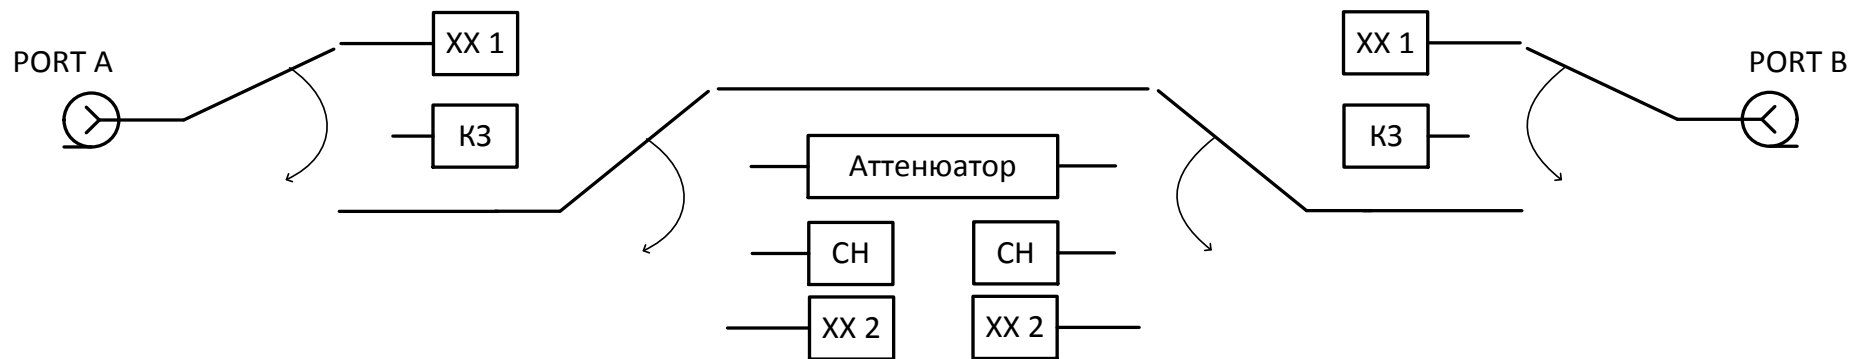 XX 1
XX 1
PORT A
PORT B
КЗ
КЗ
Аттенюатор
СН
СН
XX 2
XX 2